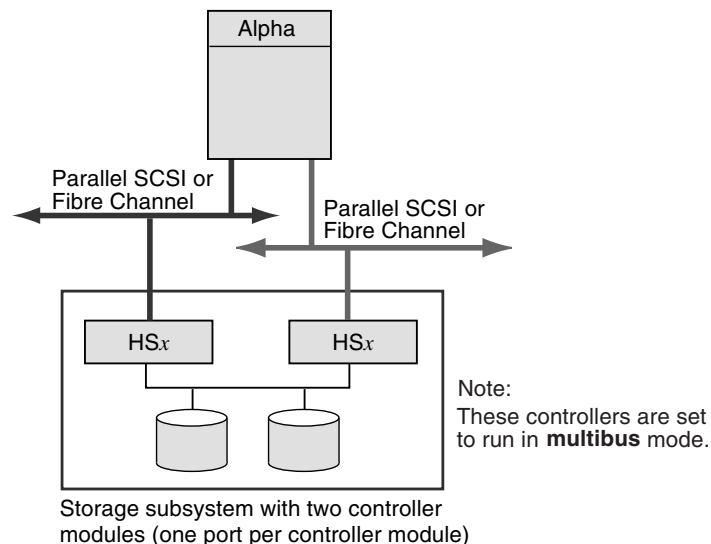 Alpha
Parallel SCSI or
Fibre Channel
Parallel SCSI or
Fibre Channel
HSx
HSx
Note:
These controllers are set
to run in multibus mode.
Storage subsystem with two controller
modules (one port per controller module)